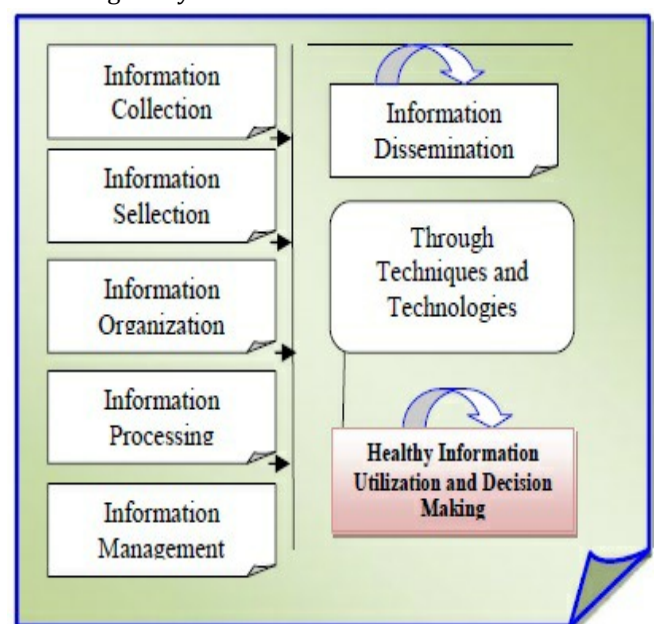 Information
Collection
Information
Sellection
Information
Organization
Information
Processing
Information
Management
Information
Dissemination
Through
Techniques and
Technologies
Healthy Information
Utilization and Decision
Making